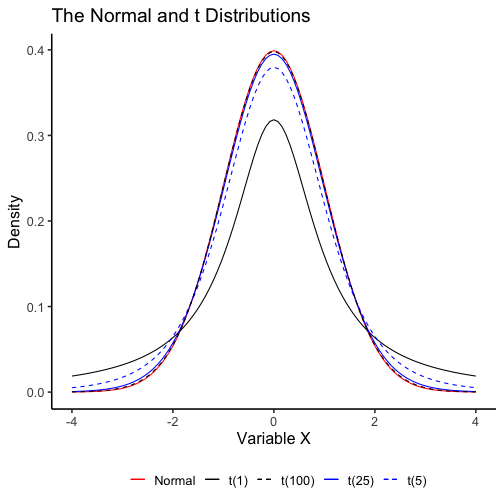 The Normal and t Distributions
0.4
0.3
0.2
0.1
0.0
Density
-4 -2 0 2 4
Variable X
Normal t(1) t(100) t(25) t(5)